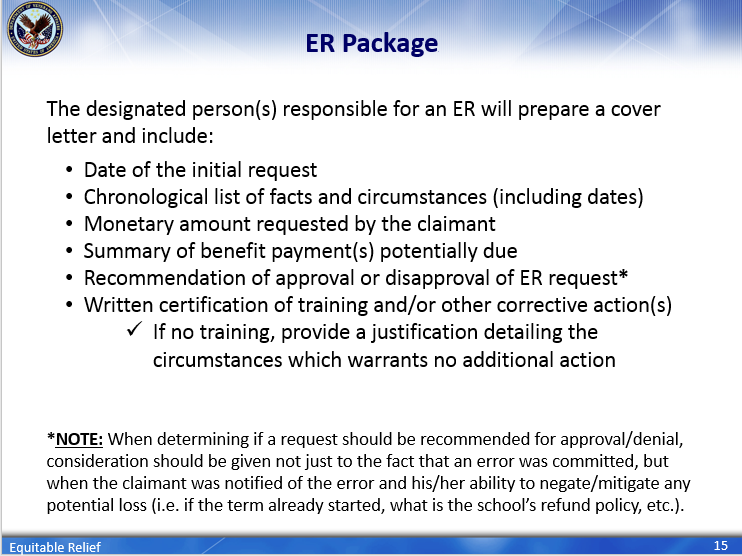 ER Package
The designated person(s) responsible for an ER will prepare a cover
letter and include:
• Date of the initial request
• Chronological list of facts and circumstances (including dates)
• Monetary amount requested by the claimant
• Summary of benefit payment(s) potentially due
• Recommendation of approval or disapproval of ER request*
• Written certification of training and/or other corrective action(s)
✓ If no training, provide a justification detailing the
circumstances which warrants no additional action
*NOTE: When determining if a request should be recommended for approval/denial,
consideration should be given not just to the fact that an error was committed, but
when the claimant was notified of the error and his/her ability to negate/mitigate any
potential loss (i.e. if the term already started, what is the school’s refund policy, etc.).
Equitable Relief
15